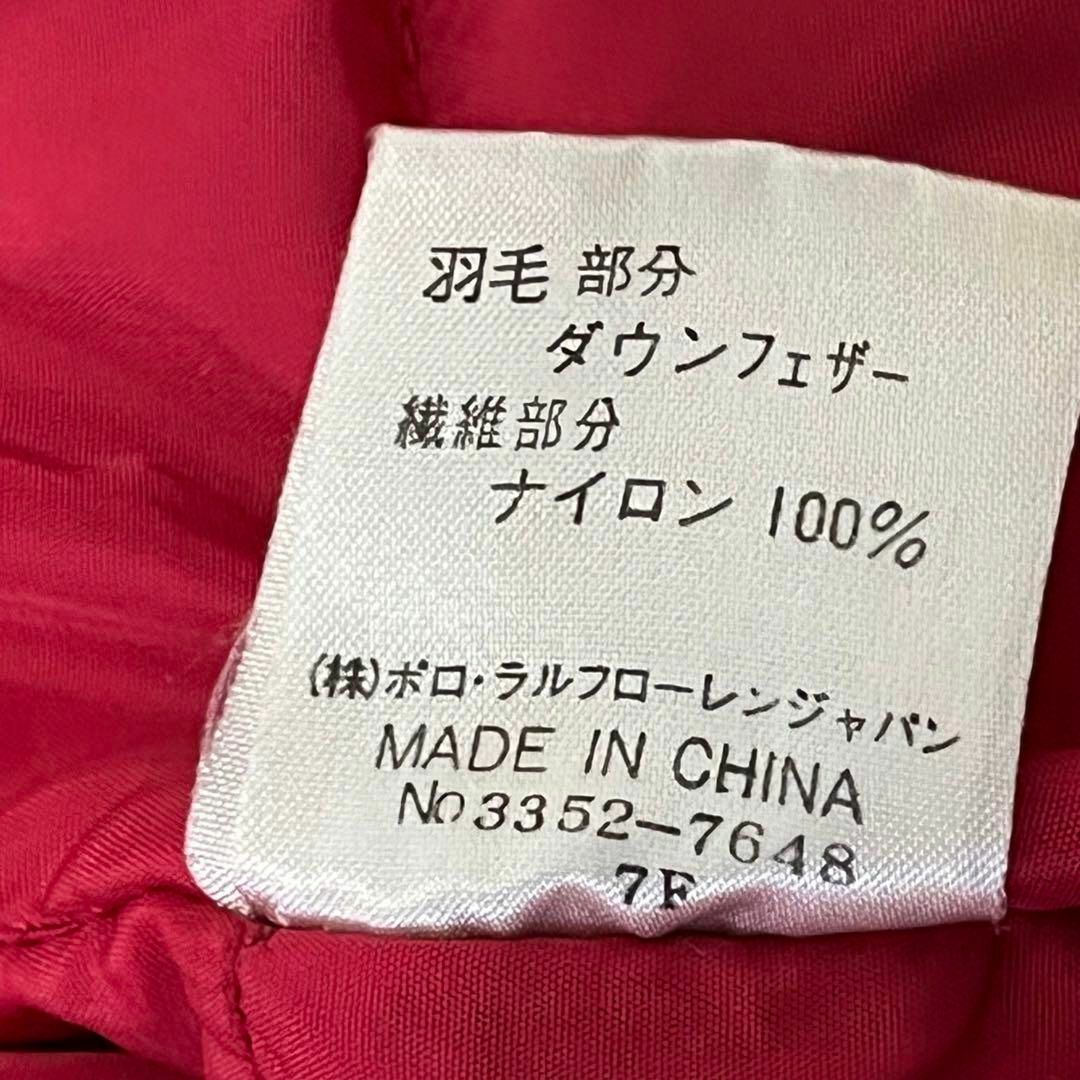 羽毛 部分
ダウンフェザー
繊維部分
ナイロン 100%
(株)ポロ・ラルフローレンジャパン
MADE IN CHINA
No 3352-7648